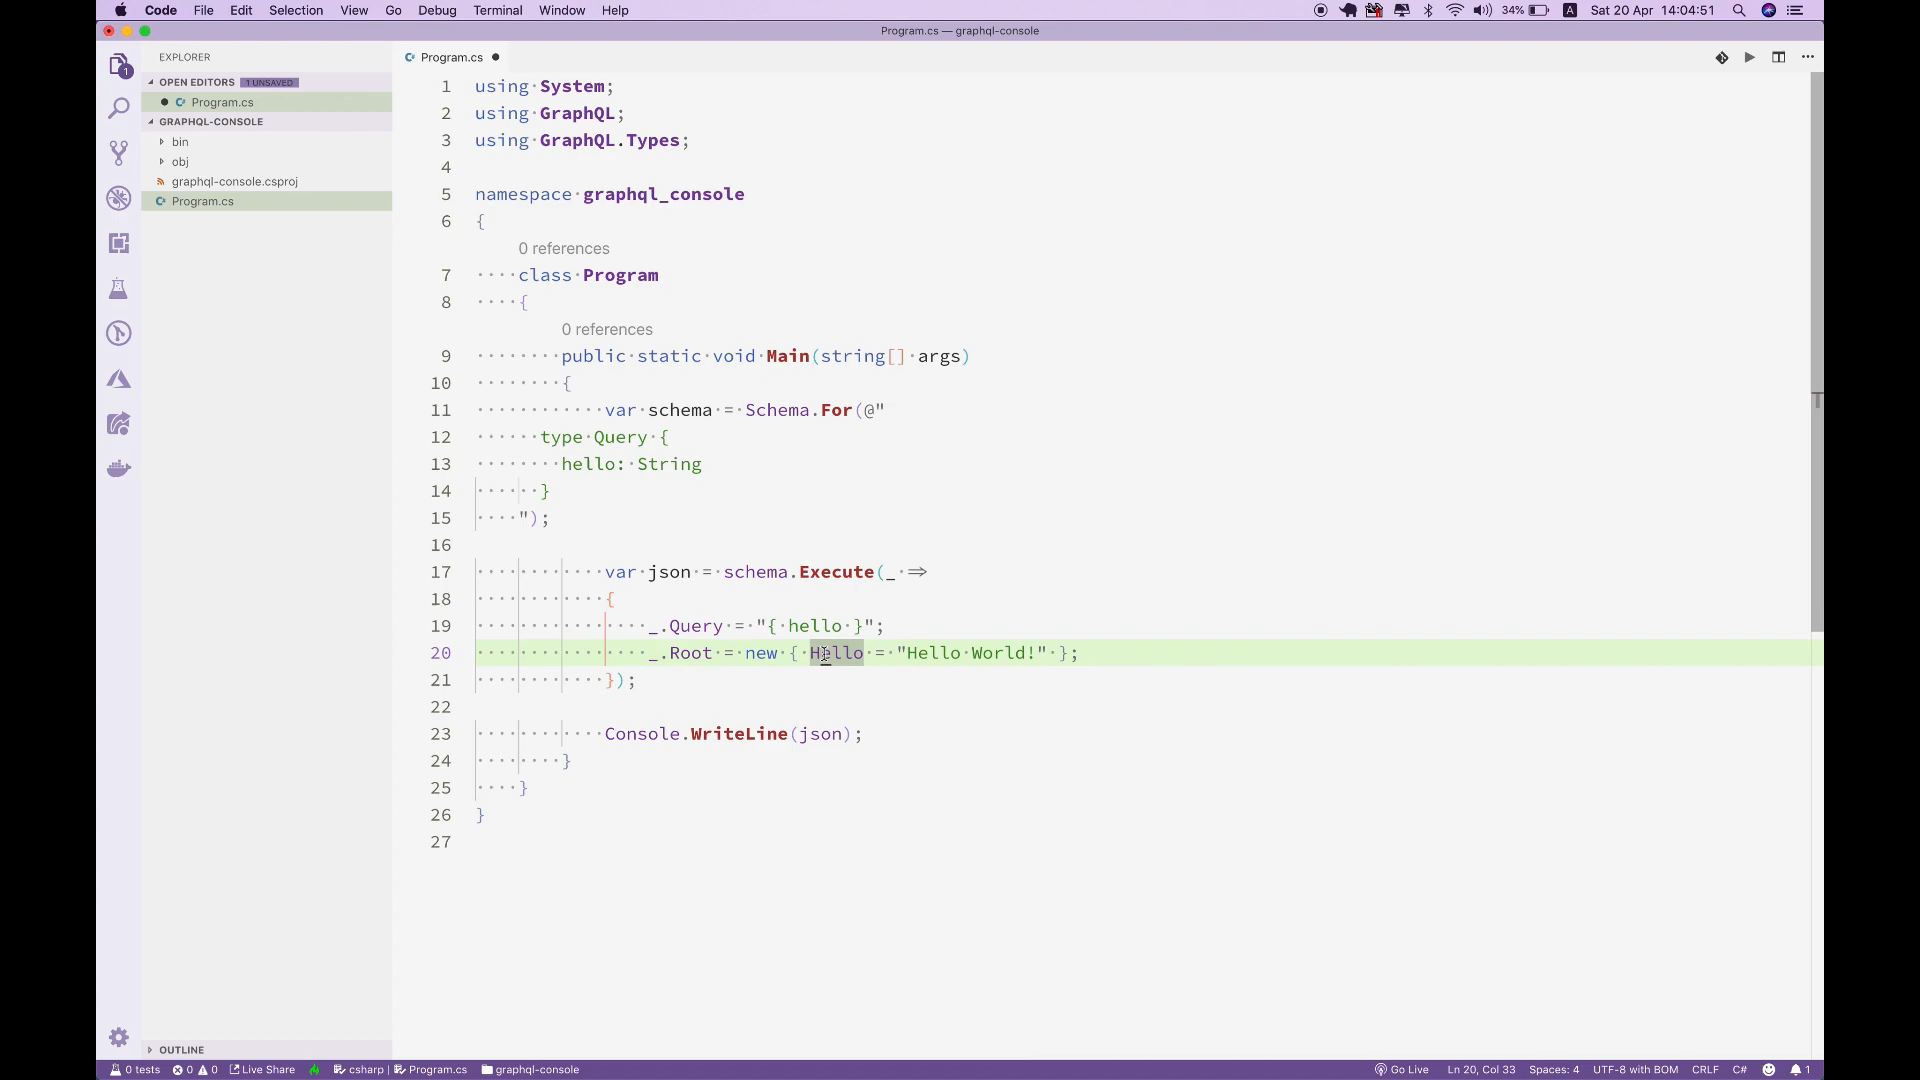 Code File Edit Selection View Go Debug Terminal Window Help 34% A Sat 20 Apr 14:04:51
Program.cs — graphql-console
EXPLORER
OPEN EDITORS 1 UNSAVED
Program.cs
GRAPHQL-CONSOLE
bin
obj
graphql-console.csproj
Program.cs
OUTLINE
1
Program.cs
1 using System;
2 using GraphQL;
3 using GraphQL.Types;
4
5 namespace graphql_console
6 {
0 references
7 class Program
8 {
0 references
9 public static void Main(string[] args)
10 {
11 var schema = Schema.For(@"
12 type Query {
13 hello: String
14 }
15 ");
16
17 var json = schema.Execute(_ =>
18 {
19 _.Query = "{ hello }";
20 _.Root = new { Hello = "Hello World!" };
21 });
22
23 Console.WriteLine(json);
24 }
25 }
26 }
27
0 tests 0 0 Live Share csharp | Program.cs graphql-console Go Live Ln 20, Col 33 Spaces: 4 UTF-8 with BOM CRLF C# 1